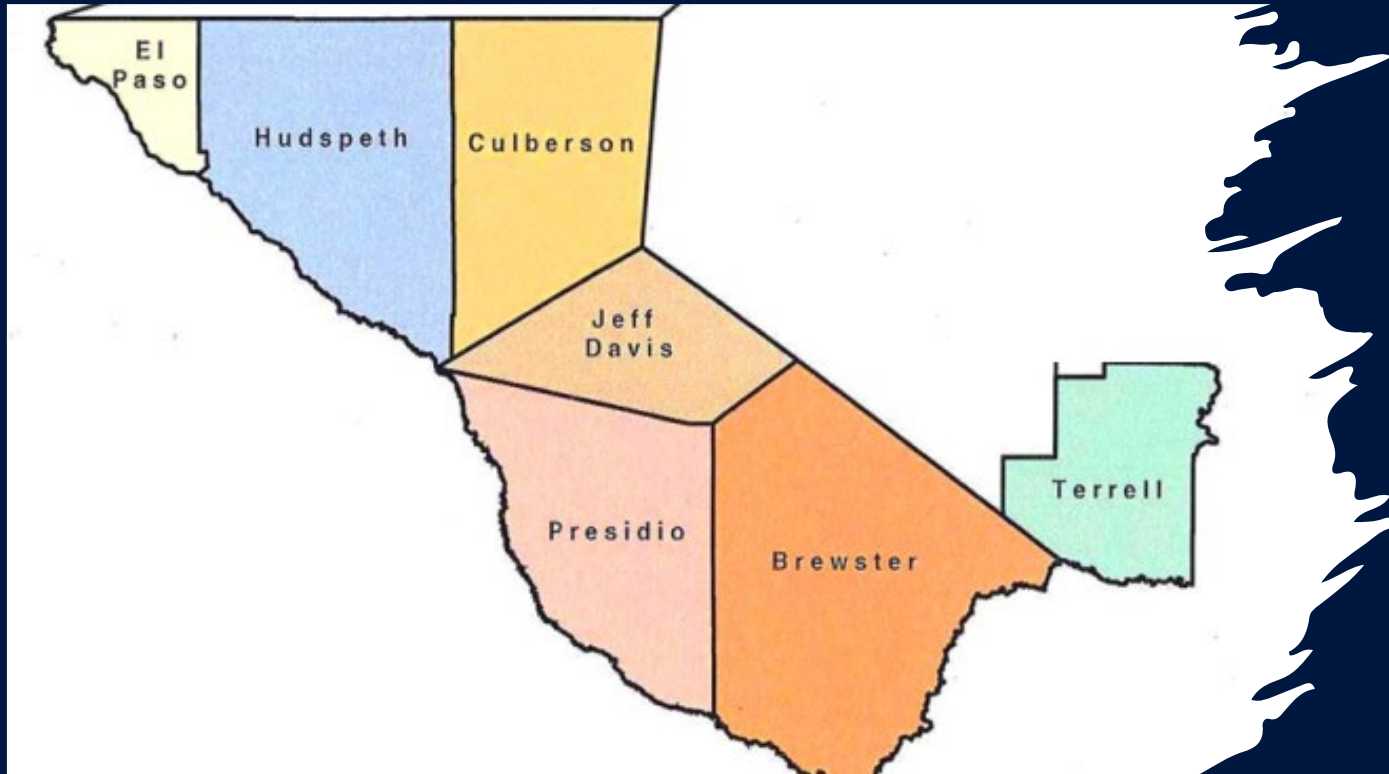 El
Paso
Hudspeth
Culberson
Jeff
Davis
Terrell
Presidio
Brewster